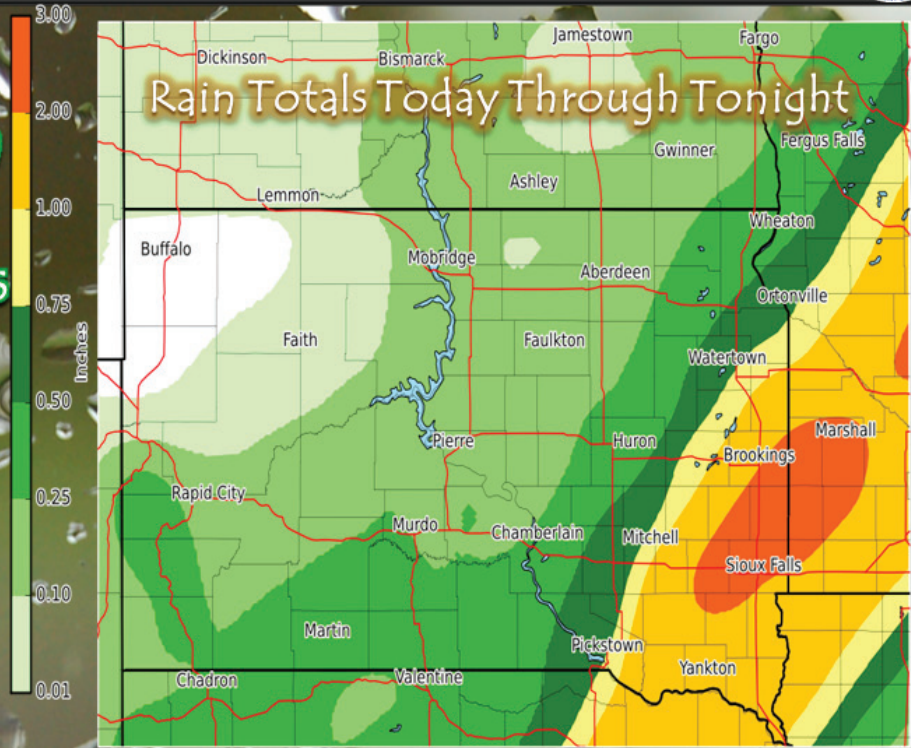 3.00
2.00
1.00
0.75
0.50
0.25
0.10
0.01
Inches
s
Rain Totals Today Through Tonight
Jamestown
Fargo
Dickinson
Bismarck
Fergus Falls
Gwinner
Ashley
Lemmon
Wheaton
Buffalo
Mobridge
Aberdeen
Ortonville
Faith
Faulkton
Watertown
Marshall
Pierre
Huron
Brookings
Rapid City
Murdo
Chamberlain
Mitchell
Sioux Falls
Martin
Pickstown
Yankton
Chadron
Valentine